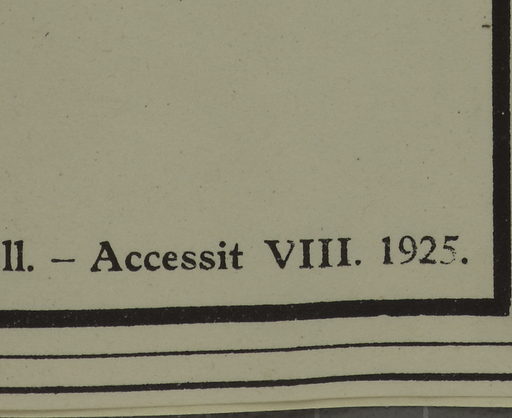 ll. – Accessit VIII. 1925.